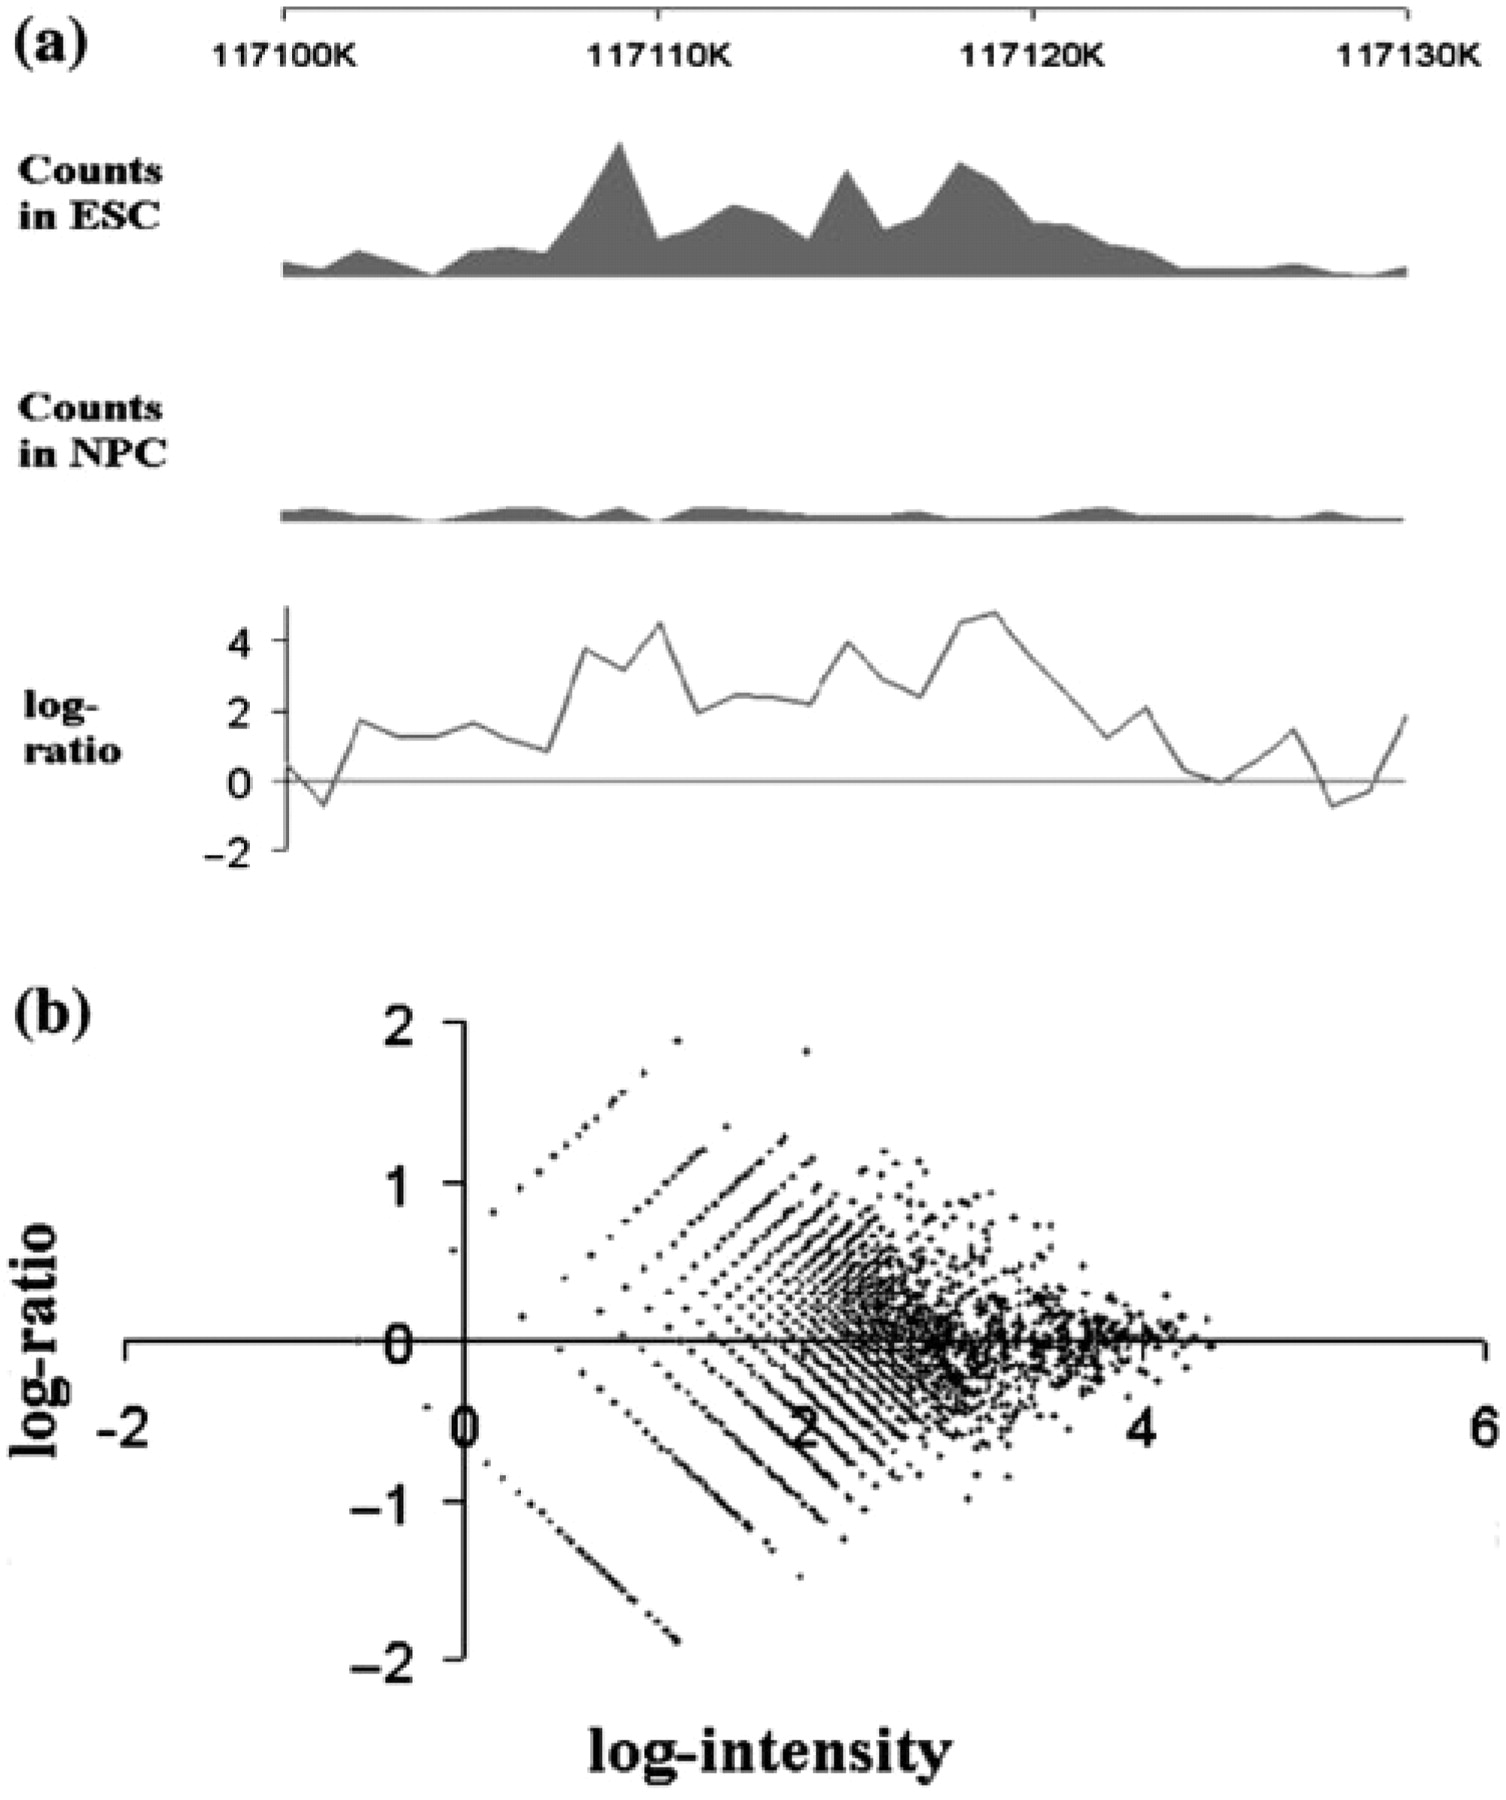 (a)
117100K 117110K 117120K 117130K
Counts
in ESC
Counts
in NPC
log-
ratio
4
2
0
−2
(b)
log-ratio
2
1
0
−1
−2
-2 0 2 4 6
log-intensity